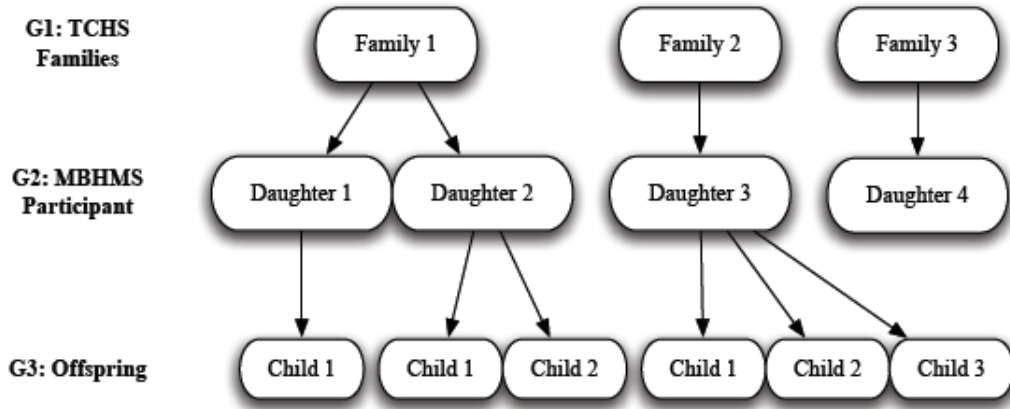 G1: TCHS
Families
Family 1
Family 2
Family 3
G2: MBHMS
Participant
Daughter 1
Daughter 2
Daughter 3
Daughter 4
G3: Offspring
Child 1
Child 1
Child 2
Child 1
Child 2
Child 3